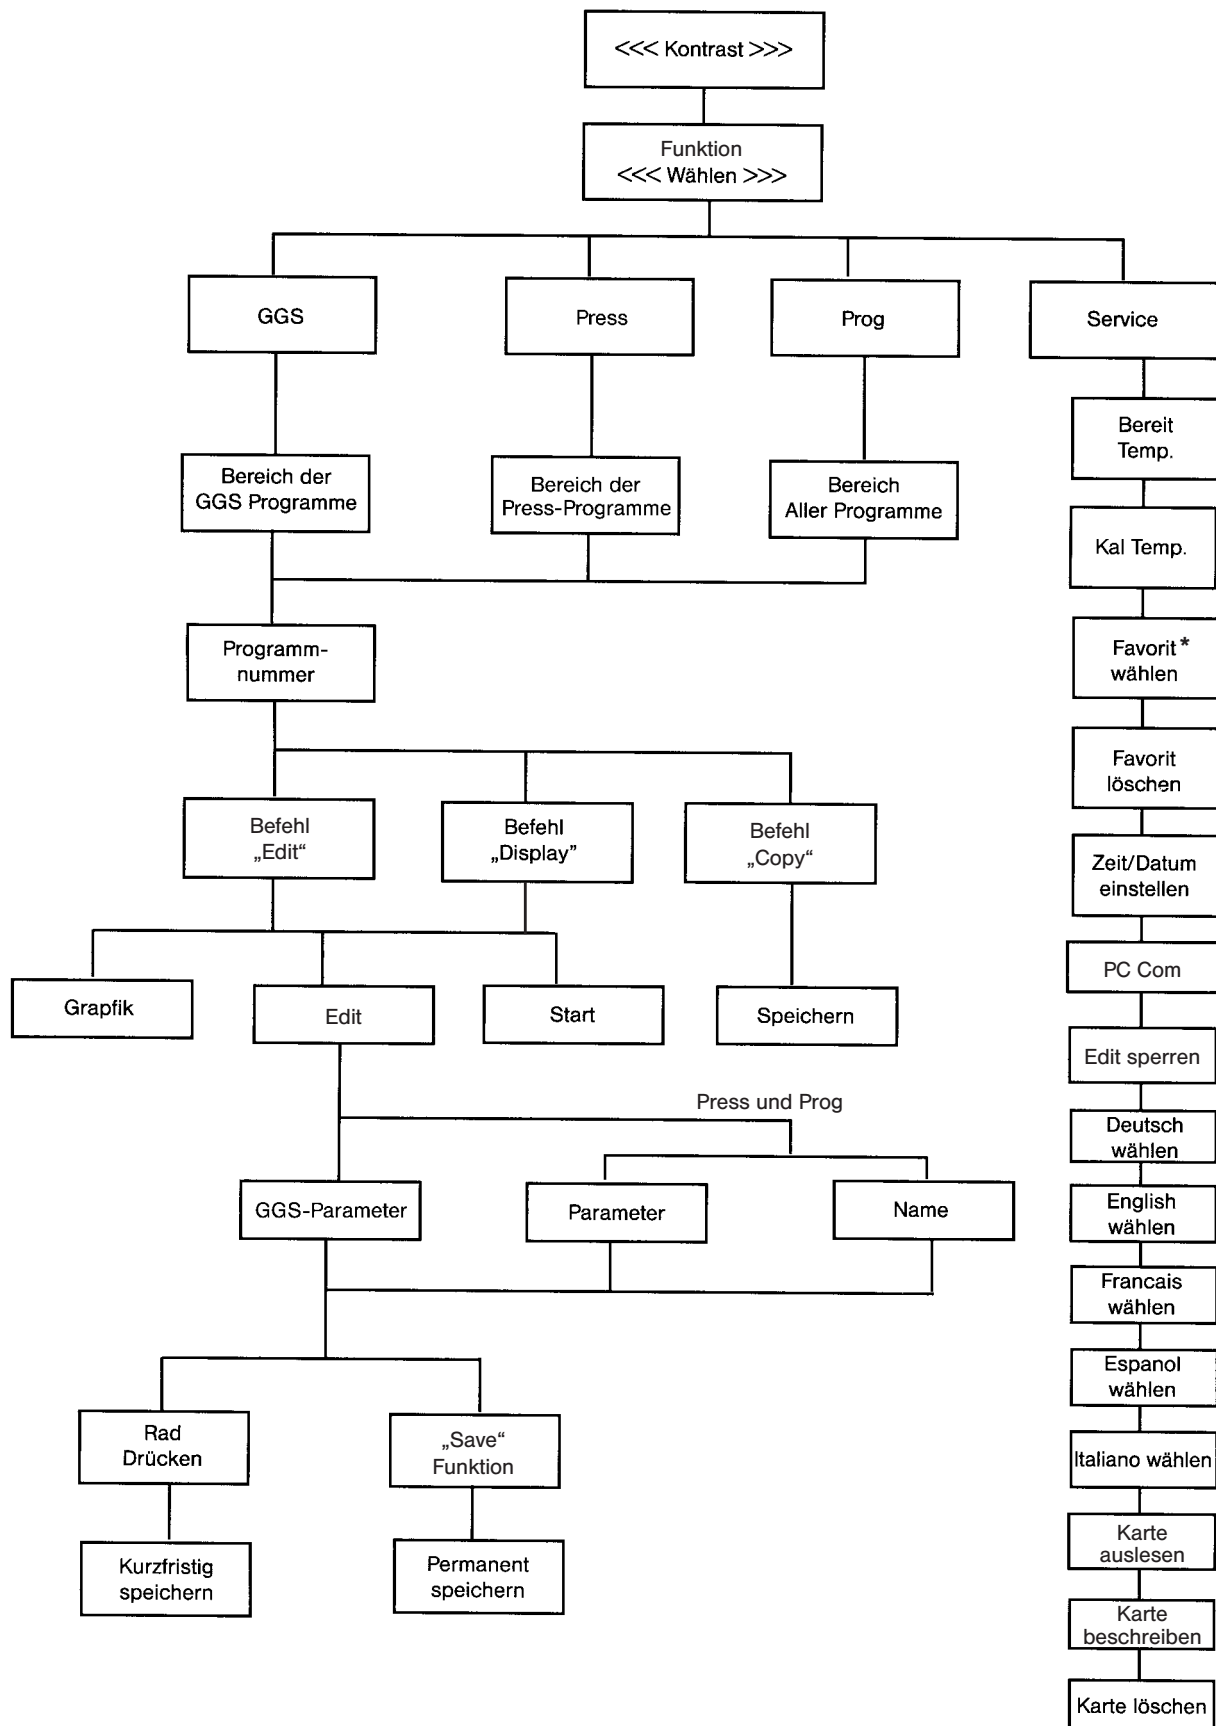 <<< Kontrast >>>
Funktion
<<< Wählen >>>
GGS
Press
Prog
Service
Bereich der
GGS Programme
Bereich der
Press-Programme
Bereich
Aller Programme
Bereit
Temp.
Kal Temp.
Programm-
nummer
Favorit*
wählen
Favorit
löschen
Befehl
„Edit“
Befehl
„Display”
Befehl
„Copy“
Zeit/Datum
einstellen
PC Com
Grapfik
Edit
Start
Speichern
Edit sperren
Press und Prog
Deutsch
wählen
GGS-Parameter
Parameter
Name
English
wählen
Francais
wählen
Espanol
wählen
Rad
Drücken
„Save“
Funktion
Italiano wählen
Karte
auslesen
Kurzfristig
speichern
Permanent
speichern
Karte
beschreiben
Karte löschen